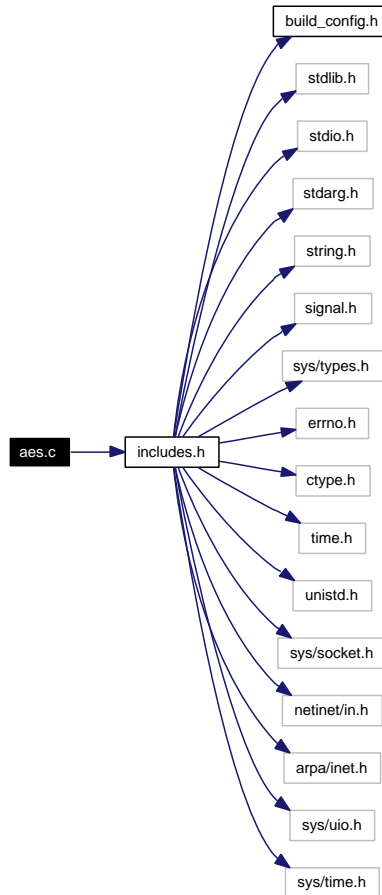 build_config.h
stdlib.h
stdio.h
stdarg.h
string.h
signal.h
sys/types.h
errno.h
aes.c
includes.h
ctype.h
time.h
unistd.h
sys/socket.h
netinet/in.h
arpa/inet.h
sys/uio.h
sys/time.h